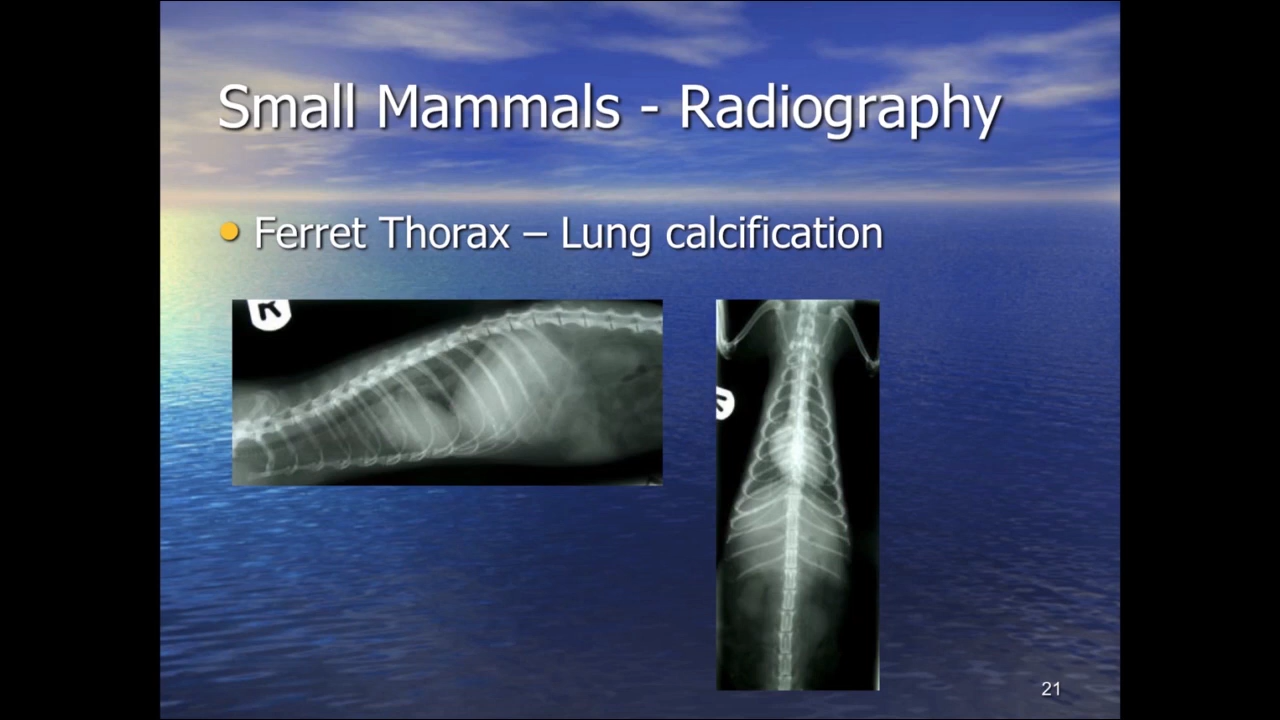 Small Mammals - Radiography
Ferret Thorax – Lung calcification
R
R
21